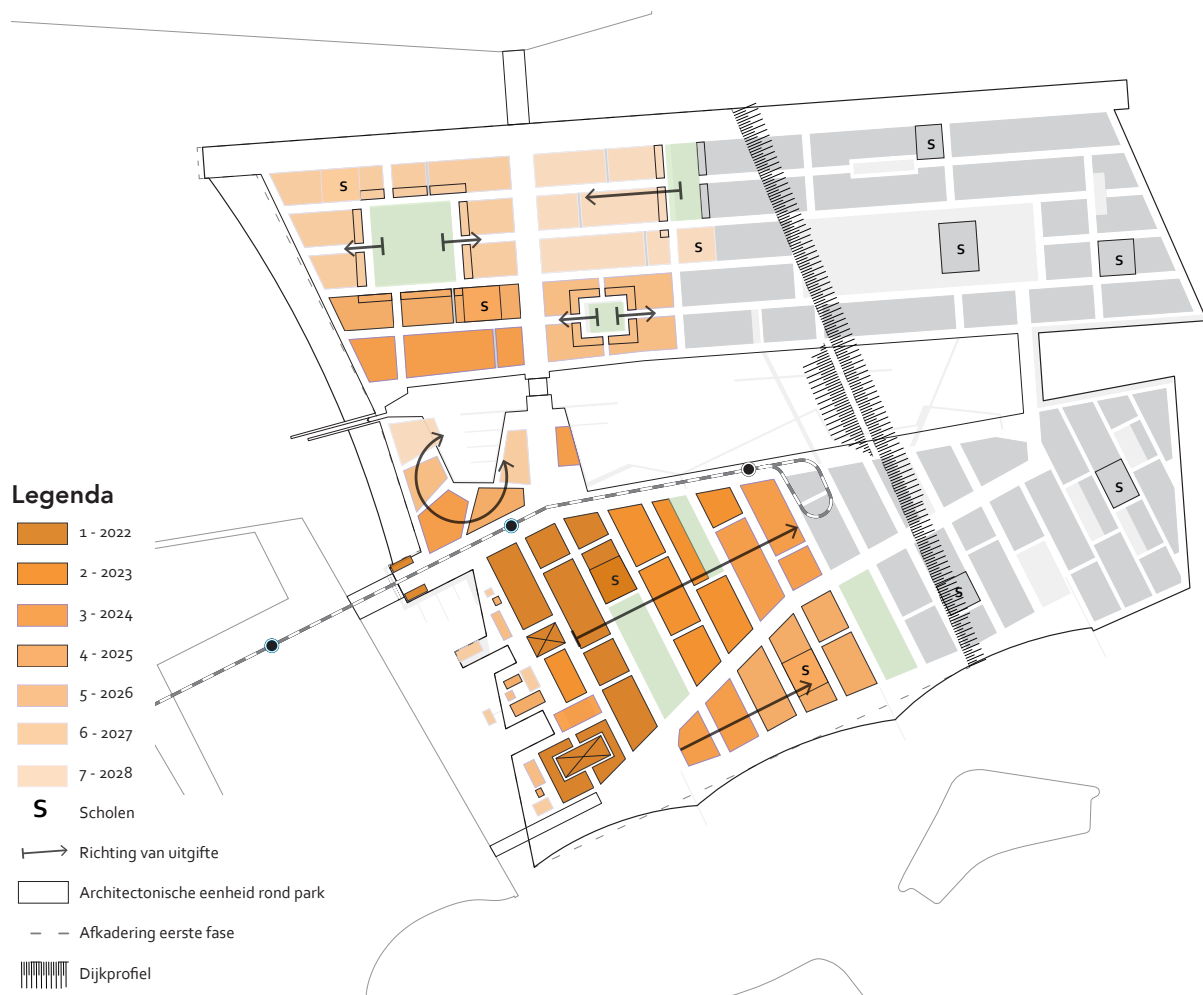 S
S
S
S
S
S
S
S
Legenda
S
1 - 2022
2 - 2023
S
S
3 - 2024
4 - 2025
S
5 - 2026
6 - 2027
7 - 2028
S Scholen
Richting van uitgifte
Architectonische eenheid rond park
Afkadering eerste fase
Dijkprofiel